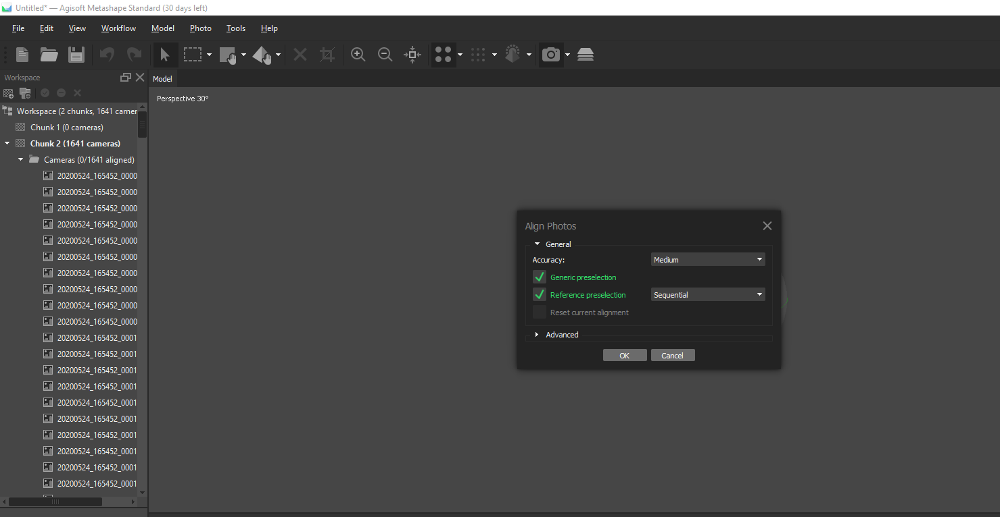 Untitled* — Agisoft Metashape Standard (30 days left)
File Edit View Workflow Model Photo Tools Help
Workspace
Model
Perspective 30°
Workspace (2 chunks, 1641 camer
Chunk 1 (0 cameras)
Chunk 2 (1641 cameras)
Cameras (0/1641 aligned)
20200524_165452_0000
20200524_165452_0000
20200524_165452_0000
20200524_165452_0000
20200524_165452_0000
20200524_165452_0000
20200524_165452_0000
20200524_165452_0000
20200524_165452_0000
20200524_165452_0000
20200524_165452_0001
20200524_165452_0001
20200524_165452_0001
20200524_165452_0001
20200524_165452_0001
20200524_165452_0001
20200524_165452_0001
20200524_165452_0001
20200524_165452_0001
20200524_165452_0001
Align Photos
General
Accuracy: Medium
Generic preselection
Reference preselection Sequential
Reset current alignment
Advanced
OK Cancel